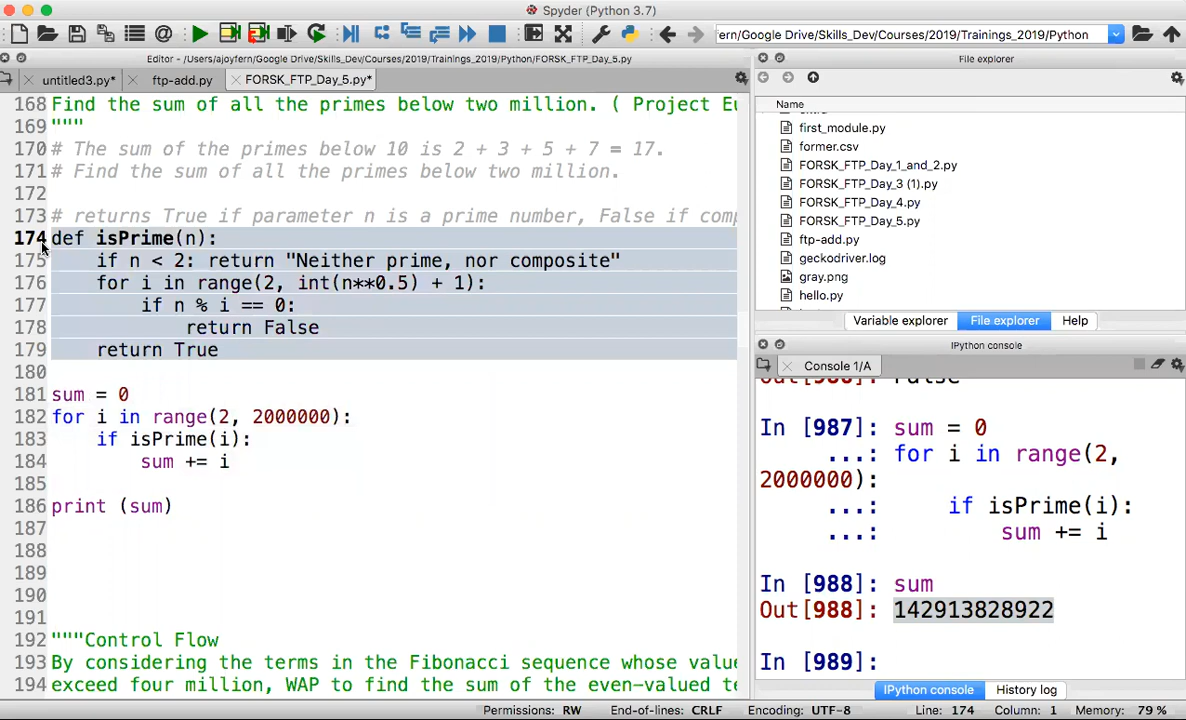 Spyder (Python 3.7)
fern/Google Drive/Skills_Dev/Courses/2019/Trainings_2019/Python
Editor - /Users/ajoyfern/Google Drive/Skills_Dev/Courses/2019/Trainings_2019/Python/FORSK_FTP_Day_5.py
untitled3.py* ftp-add.py FORSK_FTP_Day_5.py*
168 Find the sum of all the primes below two million. ( Project Eu
169 """
170 # The sum of the primes below 10 is 2 + 3 + 5 + 7 = 17.
171 # Find the sum of all the primes below two million.
172
173 # returns True if parameter n is a prime number, False if comp
174 def isPrime(n):
175 if n < 2: return "Neither prime, nor composite"
176 for i in range(2, int(n**0.5) + 1):
177 if n % i == 0:
178 return False
179 return True
180
181 sum = 0
182 for i in range(2, 2000000):
183 if isPrime(i):
184 sum += i
185
186 print (sum)
187
188
189
190
191
192 """Control Flow
193 By considering the terms in the Fibonacci sequence whose value
194 exceed four million, WAP to find the sum of the even-valued te
File explorer
Name
first_module.py
former.csv
FORSK_FTP_Day_1_and_2.py
FORSK_FTP_Day_3 (1).py
FORSK_FTP_Day_4.py
FORSK_FTP_Day_5.py
ftp-add.py
geckodriver.log
gray.png
hello.py
Variable explorer File explorer Help
IPython console
Console 1/A
Out[986]: False
In [987]: sum = 0
...: for i in range(2,
2000000):
...: if isPrime(i):
...: sum += i
In [988]: sum
Out[988]: 142913828922
In [989]:
IPython console History log
Permissions: RW End-of-lines: CRLF Encoding: UTF-8 Line: 174 Column: 1 Memory: 79 %